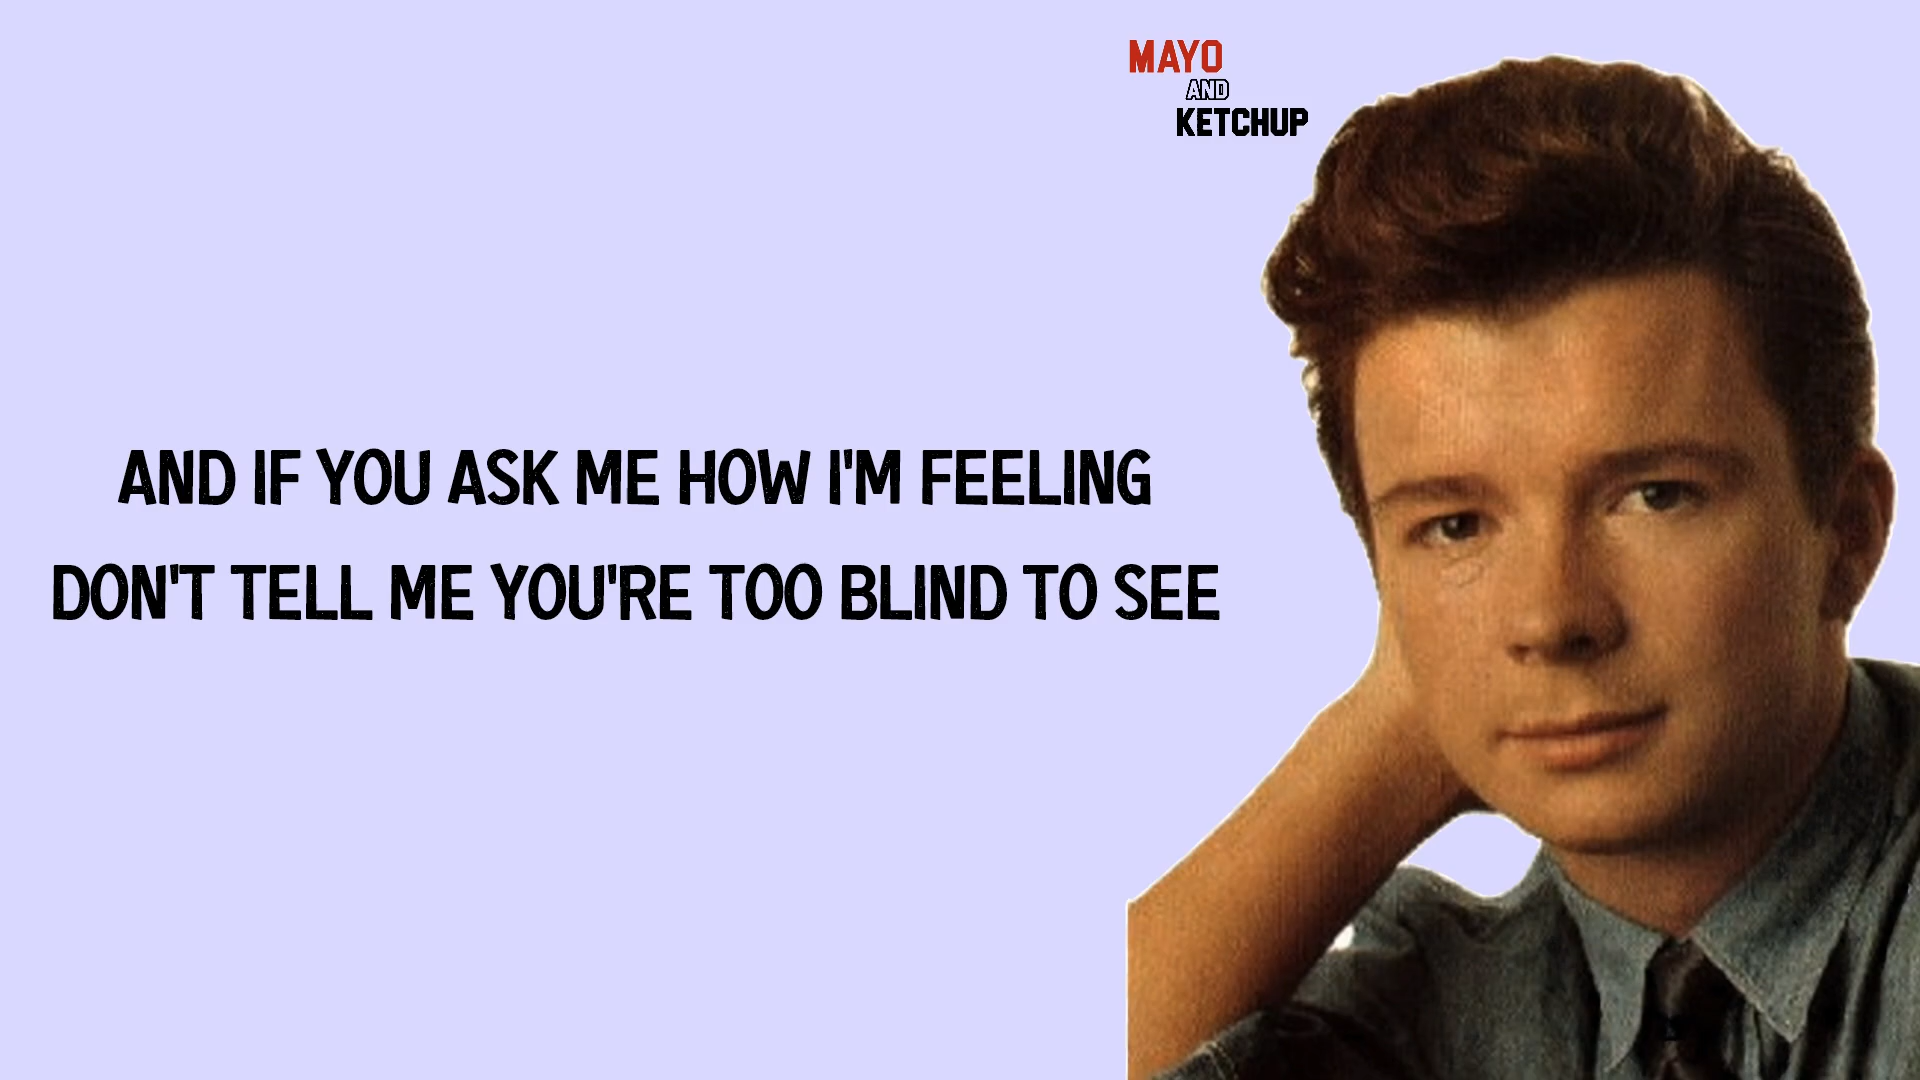 MAYO
AND
KETCHUP
AND IF YOU ASK ME HOW I'M FEELING
DON'T TELL ME YOU'RE TOO BLIND TO SEE